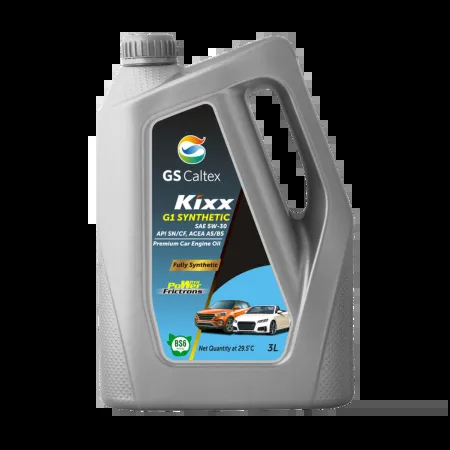 GS Caltex
Kixx
G1 SYNTHETIC
SAE 5W-30
API SN/CF, ACEA A5/B5
Premium Car Engine Oil
Fully Synthetic
Power
Frictrons
BS6
Net Quantity at 29.5°C 3L